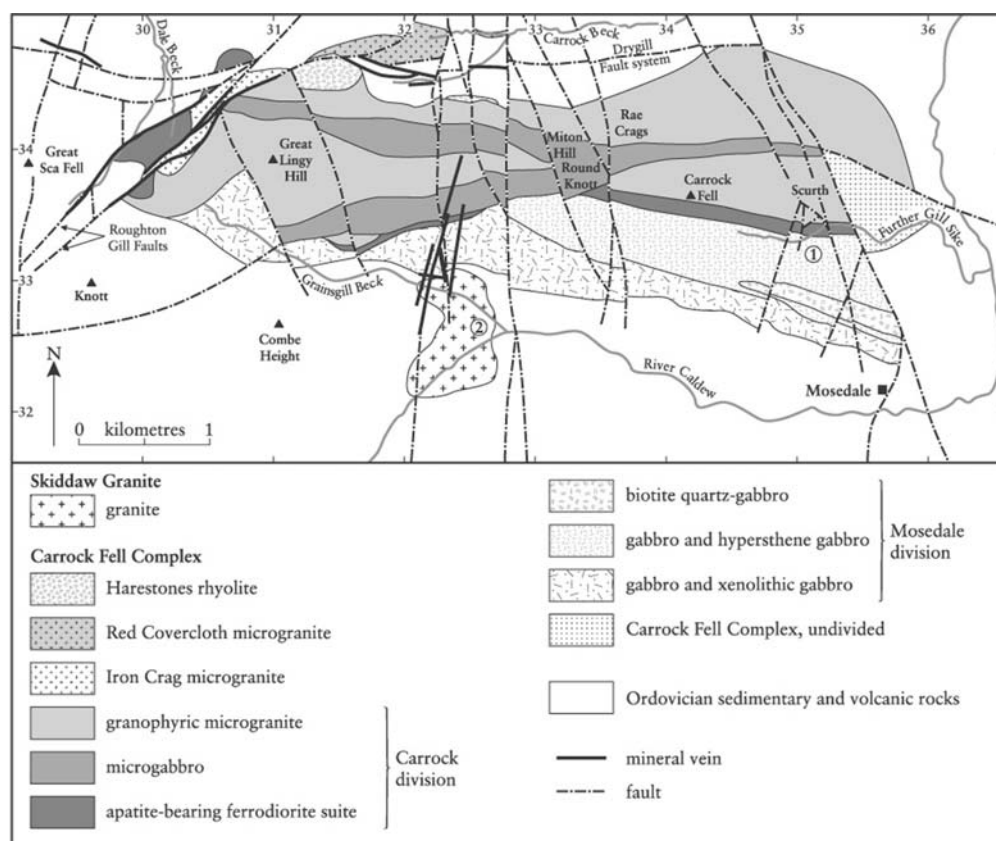 30
31
32
33
34
35
36
Dale Beck
Carrock Beck
Drygill
Fault system
Rae
Crags
Miton
Hill
Great
Lingy
Hill
34
Great
Sca Fell
Round
Knott
Carrock
Fell
Scurth
Further Gill Sike
Roughton
Gill Faults
①
33
Knott
Grainsgill Beck
②
Combe
Height
N
River Caldew
Mosedale
32
0 kilometres 1
Skiddaw Granite
granite
Carrock Fell Complex
Harestones rhyolite
Red Covercloth microgranite
Iron Crag microgranite
granophyric microgranite
microgabbro
apatite-bearing ferrodiorite suite
Carrock
division
biotite quartz-gabbro
gabbro and hypersthene gabbro
gabbro and xenolithic gabbro
Mosedale
division
Carrock Fell Complex, undivided
Ordovician sedimentary and volcanic rocks
mineral vein
fault